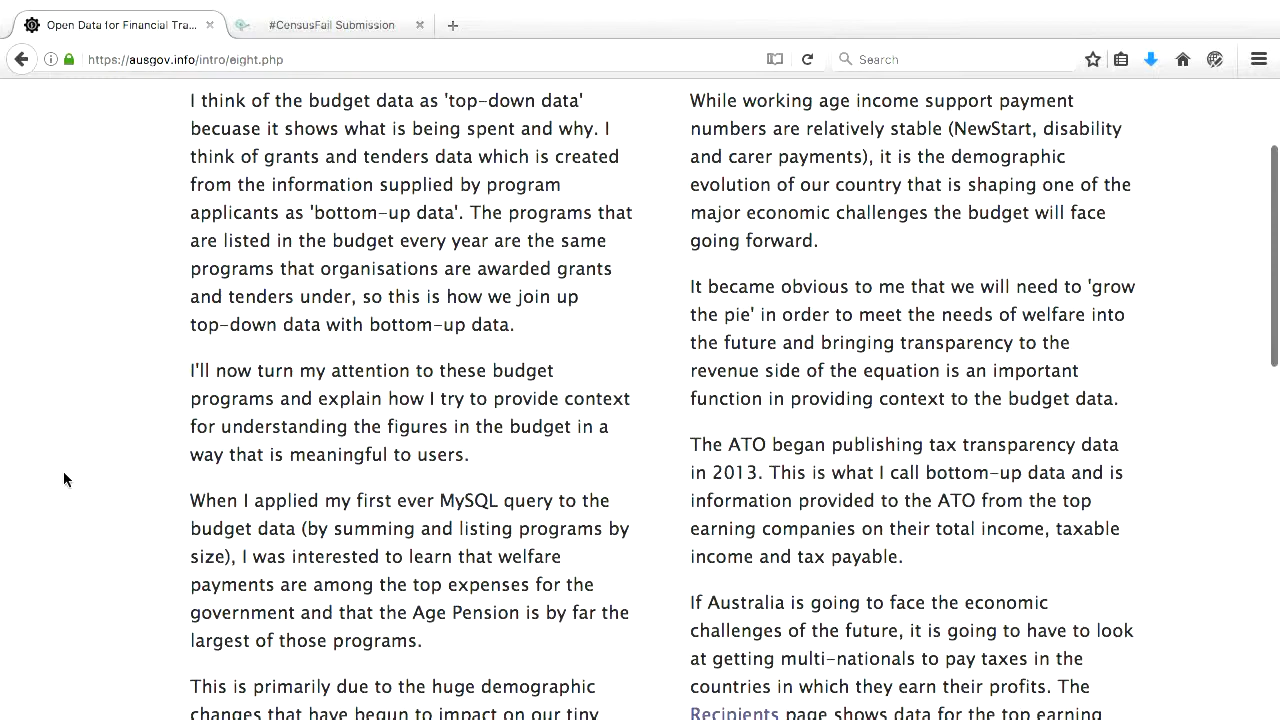 Open Data for Financial Tra...
#CensusFail Submission
https://ausgov.info/intro/eight.php
Search
I think of the budget data as 'top-down data'
becuase it shows what is being spent and why. I
think of grants and tenders data which is created
from the information supplied by program
applicants as 'bottom-up data'. The programs that
are listed in the budget every year are the same
programs that organisations are awarded grants
and tenders under, so this is how we join up
top-down data with bottom-up data.
I'll now turn my attention to these budget
programs and explain how I try to provide context
for understanding the figures in the budget in a
way that is meaningful to users.
When I applied my first ever MySQL query to the
budget data (by summing and listing programs by
size), I was interested to learn that welfare
payments are among the top expenses for the
government and that the Age Pension is by far the
largest of those programs.
This is primarily due to the huge demographic
changes that have begun to impact on our tiny
While working age income support payment
numbers are relatively stable (NewStart, disability
and carer payments), it is the demographic
evolution of our country that is shaping one of the
major economic challenges the budget will face
going forward.
It became obvious to me that we will need to 'grow
the pie' in order to meet the needs of welfare into
the future and bringing transparency to the
revenue side of the equation is an important
function in providing context to the budget data.
The ATO began publishing tax transparency data
in 2013. This is what I call bottom-up data and is
information provided to the ATO from the top
earning companies on their total income, taxable
income and tax payable.
If Australia is going to face the economic
challenges of the future, it is going to have to look
at getting multi-nationals to pay taxes in the
countries in which they earn their profits. The
Recipients page shows data for the top earning